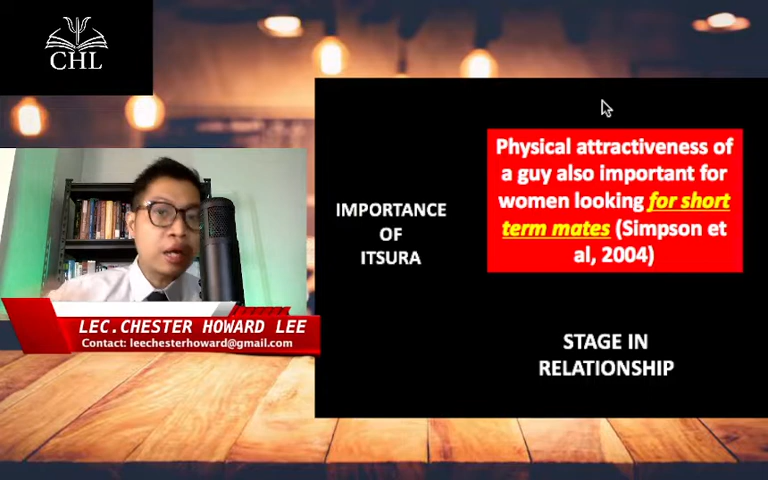 CHL
Physical attractiveness of
a guy also important for
women looking for short
term mates (Simpson et
al, 2004)
IMPORTANCE
OF
ITSURA
LEC.CHESTER HOWARD LEE
Contact: leechesterhoward@gmail.com
STAGE IN
RELATIONSHIP